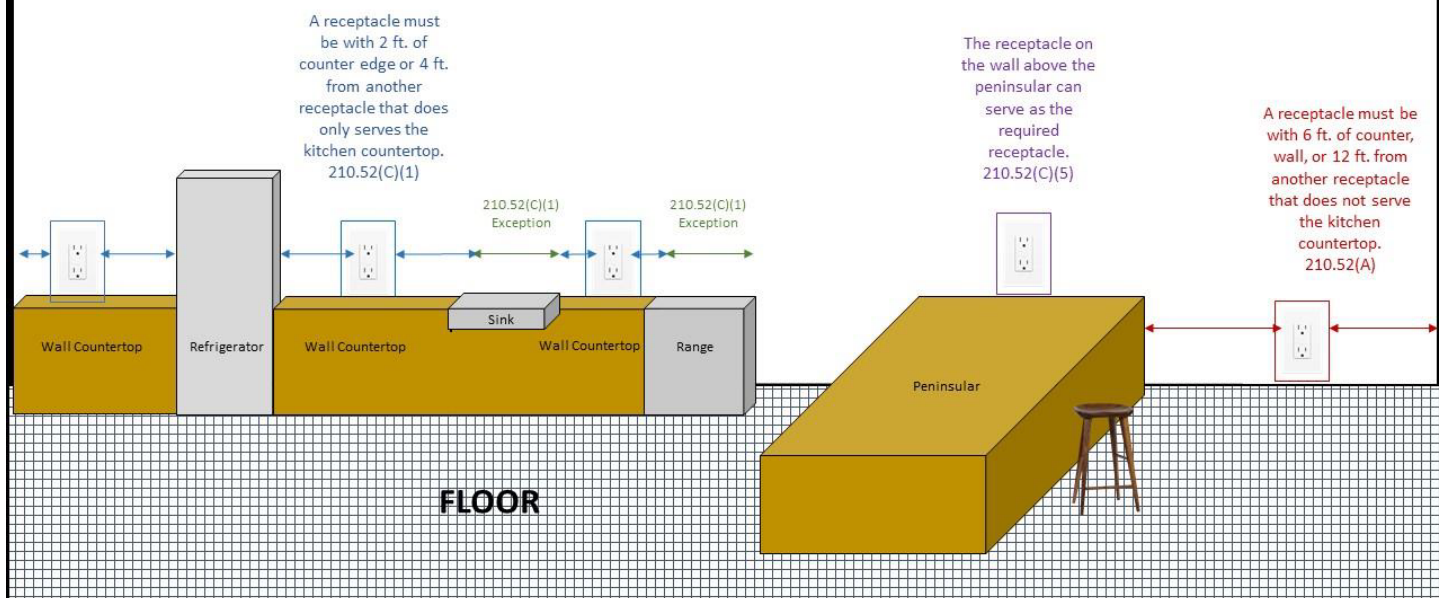 A receptacle must
be with 2 ft. of
counter edge or 4 ft.
from another
receptacle that does
only serves the
kitchen countertop.
210.52(C)(1)
The receptacle on
the wall above the
peninsular can
serve as the
required
receptacle.
210.52(C)(5)
A receptacle must be
with 6 ft. of counter,
wall, or 12 ft. from
another receptacle
that does not serve
the kitchen
countertop.
210.52(A)
210.52(C)(1)
Exception
210.52(C)(1)
Exception
Wall Countertop
Refrigerator
Wall Countertop
Sink
Wall Countertop
Range
Peninsular
FLOOR